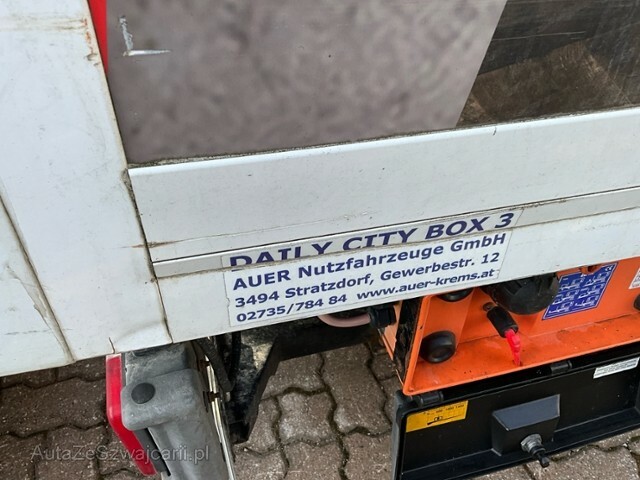 DAILY CITY BOX 3
AUER Nutzfahrzeuge GmbH
3494 Stratzdorf, Gewerbestr. 12
02735/784 84 www.auer-krems.at
AutaZeSzwajcarii.pl